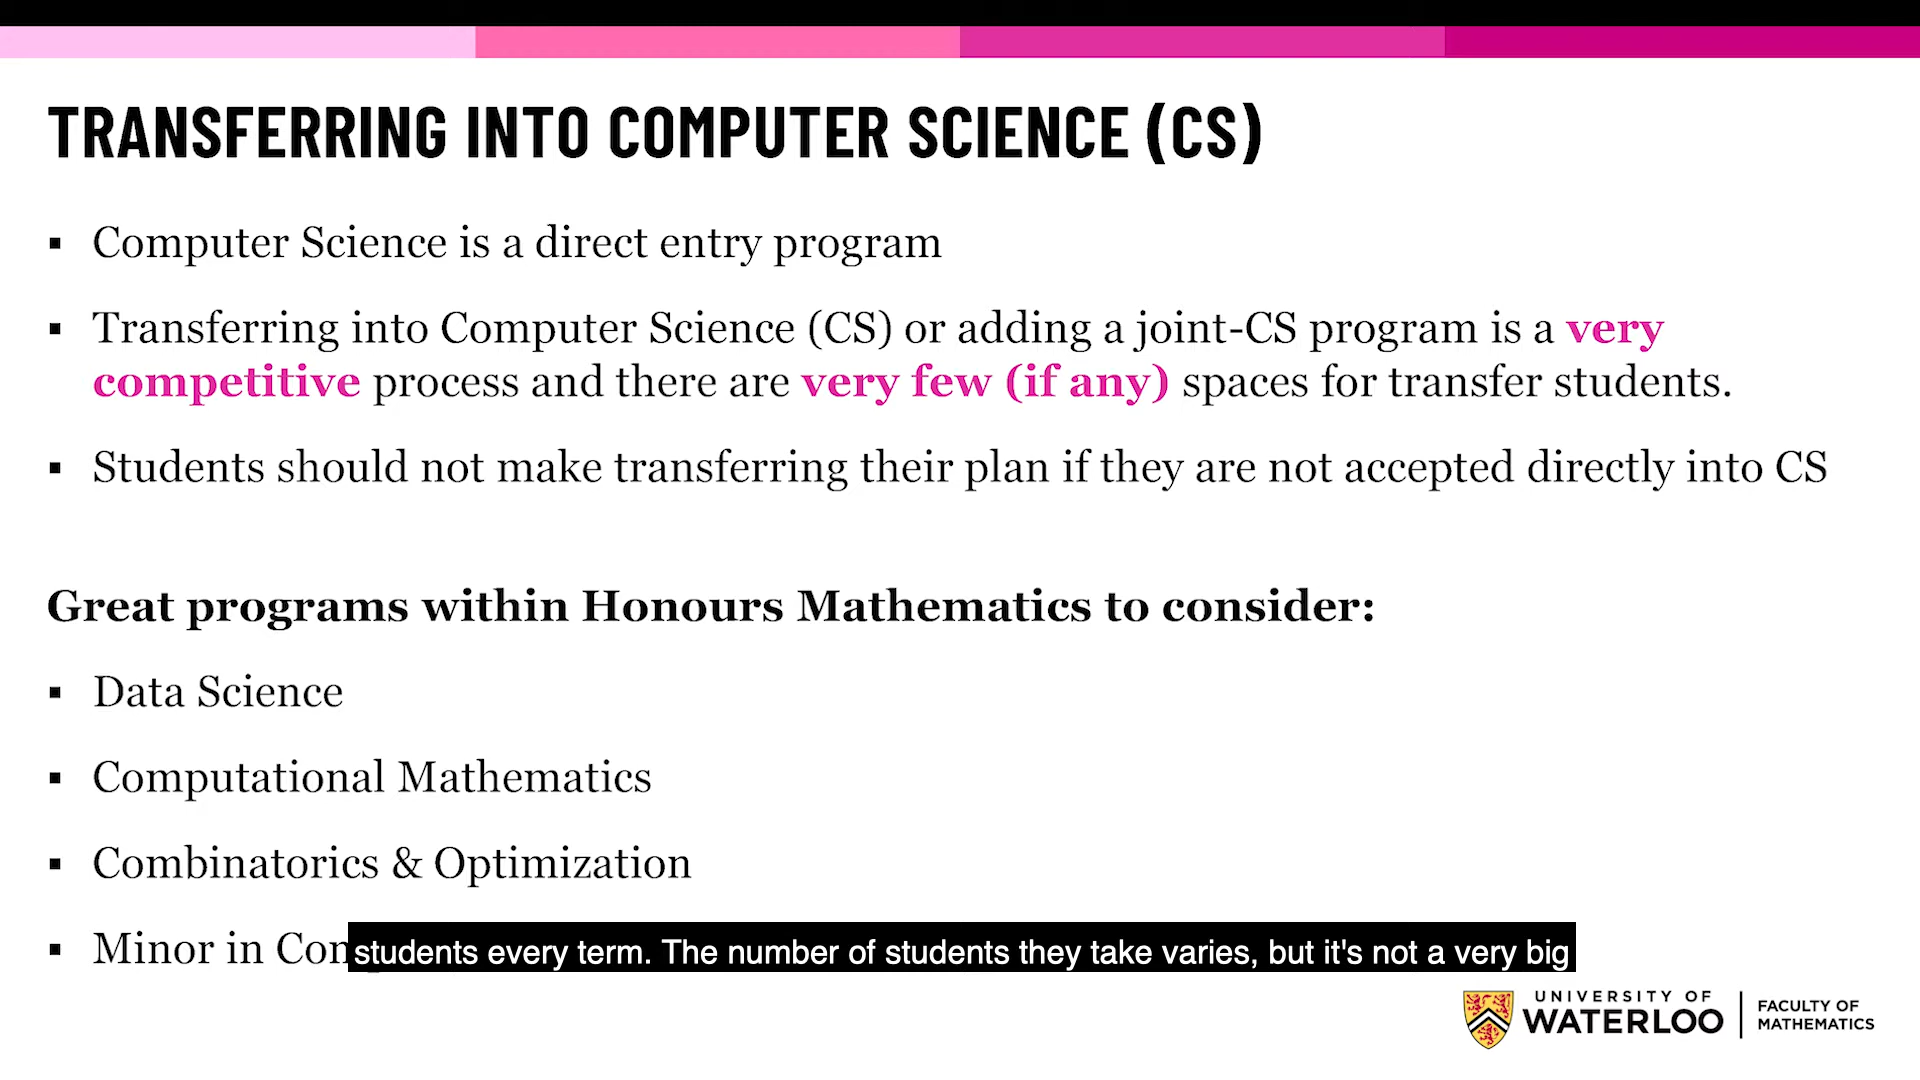 TRANSFERRING INTO COMPUTER SCIENCE (CS)
▪ Computer Science is a direct entry program
▪ Transferring into Computer Science (CS) or adding a joint-CS program is a very
competitive process and there are very few (if any) spaces for transfer students.
▪ Students should not make transferring their plan if they are not accepted directly into CS
Great programs within Honours Mathematics to consider:
▪ Data Science
▪ Computational Mathematics
▪ Combinatorics & Optimization
▪ Minor in
students every term. The number of students they take varies, but it's not a very big
UNIVERSITY OF
WATERLOO
FACULTY OF
MATHEMATICS